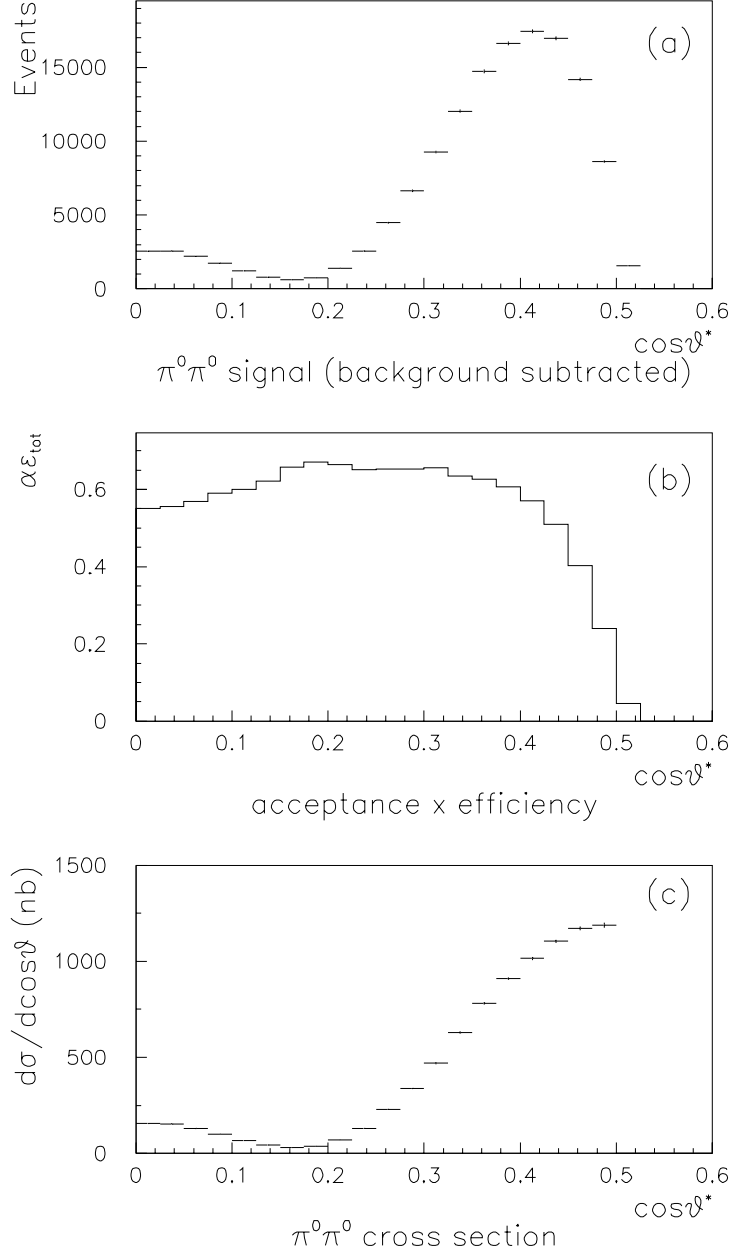 Events
15000
10000
5000
0
(a)
0 0.1 0.2 0.3 0.4 0.5 0.6
cosϑ*
π⁰π⁰ signal (background subtracted)
αε_tot
0.6
0.4
0.2
0
(b)
0 0.1 0.2 0.3 0.4 0.5 0.6
cosϑ*
acceptance x efficiency
dσ/dcosϑ (nb)
1500
1000
500
0
(c)
0 0.1 0.2 0.3 0.4 0.5 0.6
cosϑ*
π⁰π⁰ cross section